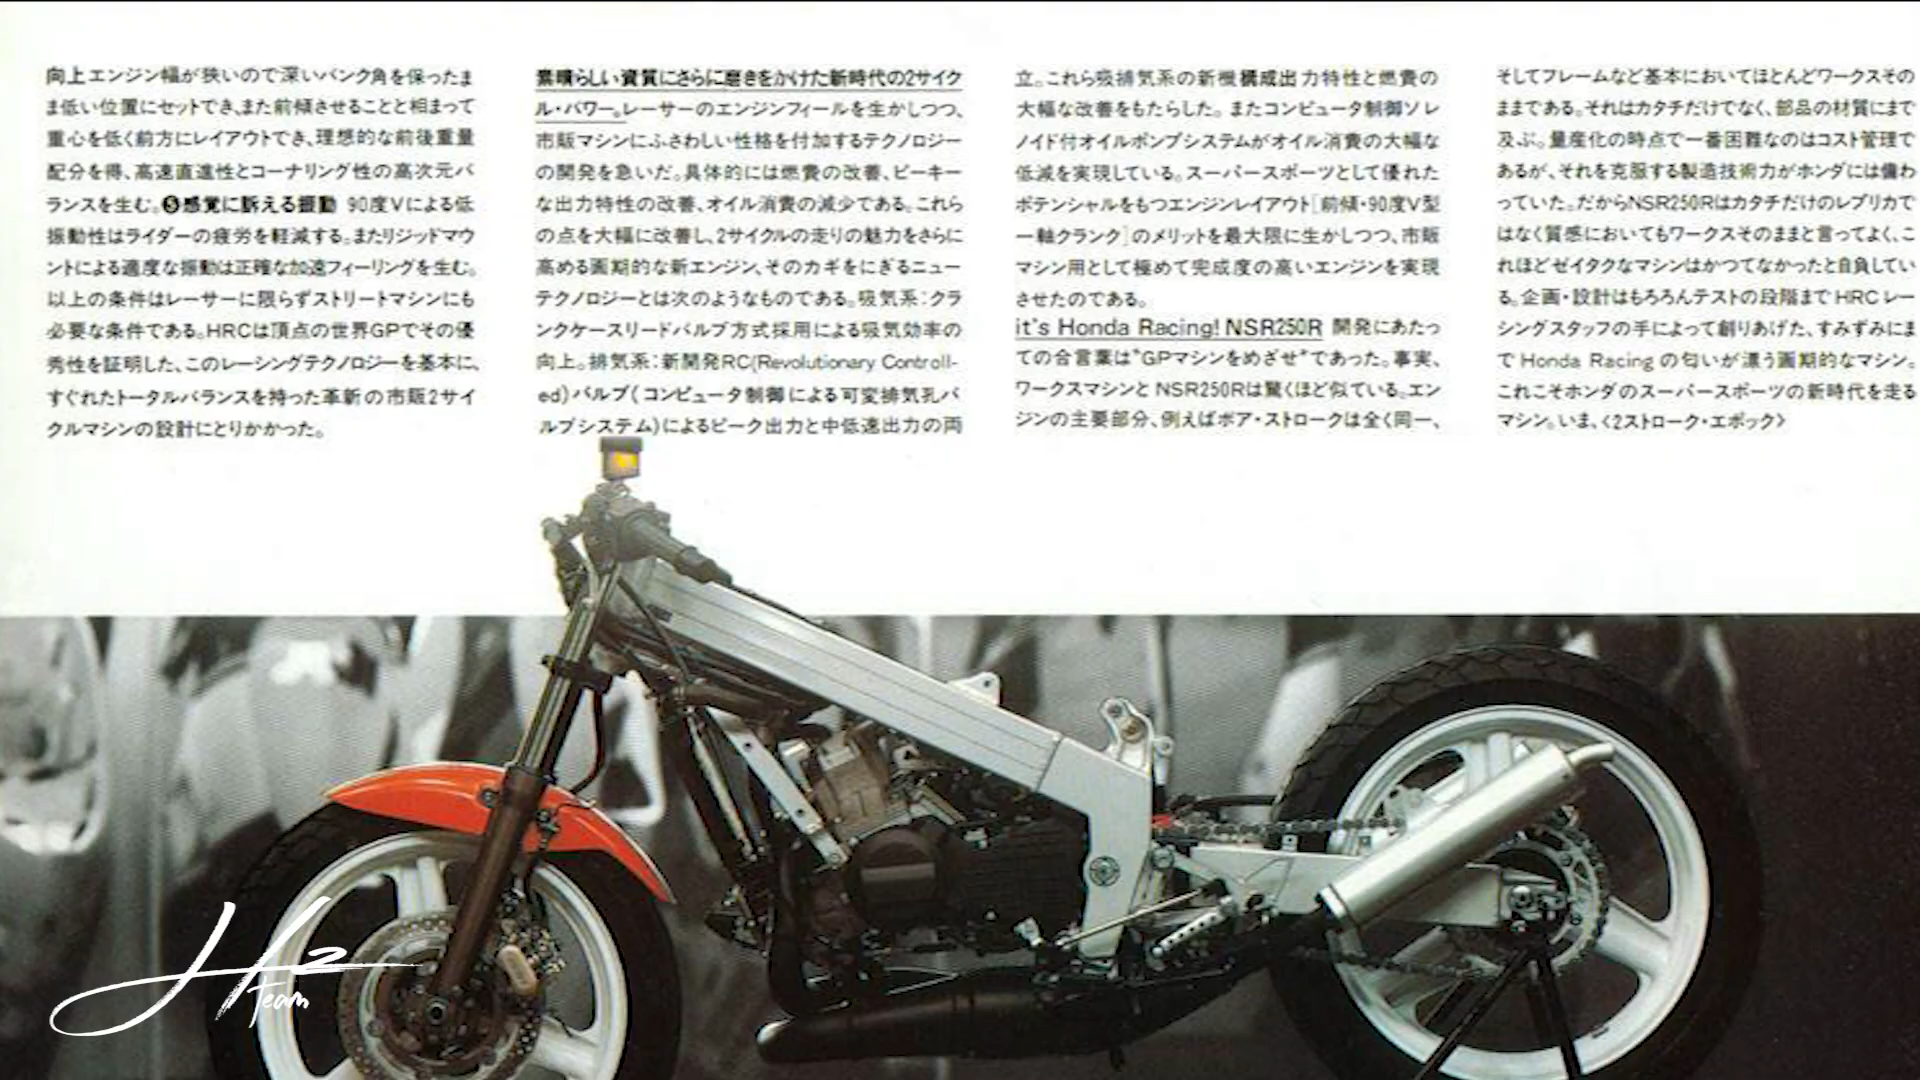 向上エンジン幅が狭いので深いバンク角を保ったま
ま低い位置にセットでき、また前傾させることと相まって
重心を低く前方にレイアウトでき、理想的な前後重量
配分を得、高速直進性とコーナリング性の高次元バ
ランスを生む。❺感覚に訴える振動 90度Vによる低
振動性はライダーの疲労を軽減する。またリジッドマウ
ントによる適度な振動は正確な加速フィーリングを生む。
以上の条件はレーサーに限らずストリートマシンにも
必要な条件である。HRCは頂点の世界GPでその優
秀性を証明した、このレーシングテクノロジーを基本に、
すぐれたトータルバランスを持った革新の市販2サイ
クルマシンの設計にとりかかった。
素晴らしい資質にさらに磨きをかけた新時代の2サイク
ル・パワー。レーサーのエンジンフィールを生かしつつ、
市販マシンにふさわしい性格を付加するテクノロジー
の開発を急いだ。具体的には燃費の改善、ピーキー
な出力特性の改善、オイル消費の減少である。これら
の点を大幅に改善し、2サイクルの走りの魅力をさらに
高める画期的な新エンジン、そのカギをにぎるニュー
テクノロジーとは次のようなものである。吸気系:クラ
ンクケースリードバルブ方式採用による吸気効率の
向上。排気系:新開発RC(Revolutionary Controll-
ed)バルブ(コンピュータ制御による可変排気孔バ
ルブシステム)によるピーク出力と中低速出力の両
立。これら吸排気系の新機構成出力特性と燃費の
大幅な改善をもたらした。またコンピュータ制御ソレ
ノイド付オイルポンプシステムがオイル消費の大幅な
低減を実現している。スーパースポーツとして優れた
ポテンシャルをもつエンジンレイアウト[前傾・90度V型
一軸クランク]のメリットを最大限に生かしつつ、市販
マシン用として極めて完成度の高いエンジンを実現
させたのである。
it's Honda Racing! NSR250R 開発にあたっ
ての合言葉は"GPマシンをめざせ"であった。事実、
ワークスマシンと NSR250Rは驚くほど似ている。エン
ジンの主要部分、例えばボア・ストロークは全く同一、
そしてフレームなど基本においてほとんどワークスその
ままである。それはカタチだけでなく、部品の材質にまで
及ぶ。量産化の時点で一番困難なのはコスト管理で
あるが、それを克服する製造技術力がホンダには備わ
っていた。だからNSR250Rはカタチだけのレプリカで
はなく質感においてもワークスそのままと言ってよく、こ
れほどゼイタクなマシンはかつてなかったと自負してい
る。企画・設計はもろろんテストの段階までHRCレー
シングスタッフの手によって創りあげた、すみずみにま
で Honda Racing の匂いが漂う画期的なマシン。
これこそホンダのスーパースポーツの新時代を走る
マシン。いま、〈2ストローク・エポック〉
H2
Team